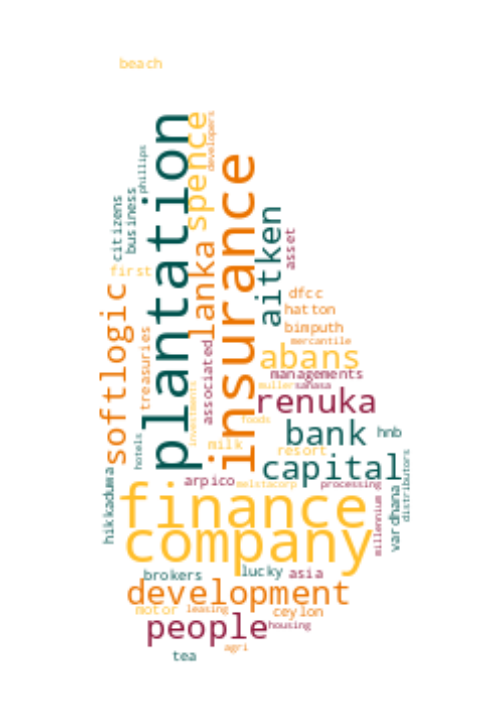 beach
plantation
spence
developers
insurance
phillips
business
citizens
aitken
asset
lanka
first
softlogic
treasuries
associated
investments
dfcc
hatton
bimputh
mercantile
abans
managements
muller
sahasa
renuka
foods
bank
hnb
milk
resort
hotels
capital
hikkaduwa
arpico
melstacorp
processing
distributors
vardhana
millennium
finance
company
brokers
lucky
asia
development
motor
leasing
ceylon
people
housing
agri
tea